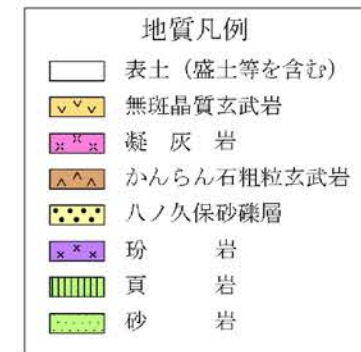 地質凡例
表土（盛土等を含む）
無斑晶質玄武岩
凝灰岩
かんらん石粗粒玄武岩
八ノ久保砂礫層
玢岩
頁岩
砂岩